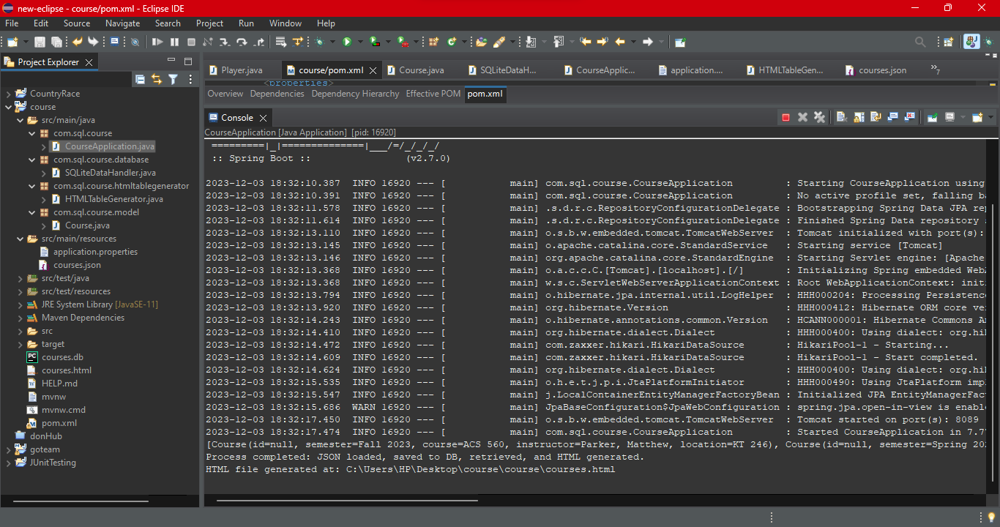 new-eclipse - course/pom.xml - Eclipse IDE
File Edit Source Navigate Search Project Run Window Help
Project Explorer
CountryRace
course
src/main/java
com.sql.course
CourseApplication.java
com.sql.course.database
SQLiteDataHandler.java
com.sql.course.htmltablegenerator
HTMLTableGenerator.java
com.sql.course.model
Course.java
src/main/resources
application.properties
courses.json
src/test/java
src/test/resources
JRE System Library [JavaSE-11]
Maven Dependencies
src
target
courses.db
courses.html
HELP.md
mvnw
mvnw.cmd
pom.xml
donHub
goteam
JUnitTesting
Player.java course/pom.xml Course.java SQLiteDataH... CourseApplic... application.... HTMLTableGen... courses.json »7
<properties>
Overview Dependencies Dependency Hierarchy Effective POM pom.xml
Console
CourseApplication [Java Application] [pid: 16920]
=========|_|==============|___/=/_/_/_/
:: Spring Boot :: (v2.7.0)
2023-12-03 18:32:10.387 INFO 16920 --- [ main] com.sql.course.CourseApplication : Starting CourseApplication using
2023-12-03 18:32:10.391 INFO 16920 --- [ main] com.sql.course.CourseApplication : No active profile set, falling ba
2023-12-03 18:32:11.578 INFO 16920 --- [ main] .s.d.r.c.RepositoryConfigurationDelegate : Bootstrapping Spring Data JPA rep
2023-12-03 18:32:11.614 INFO 16920 --- [ main] .s.d.r.c.RepositoryConfigurationDelegate : Finished Spring Data repository
2023-12-03 18:32:13.110 INFO 16920 --- [ main] o.s.b.w.embedded.tomcat.TomcatWebServer : Tomcat initialized with port(s):
2023-12-03 18:32:13.145 INFO 16920 --- [ main] o.apache.catalina.core.StandardService : Starting service [Tomcat]
2023-12-03 18:32:13.146 INFO 16920 --- [ main] org.apache.catalina.core.StandardEngine : Starting Servlet engine: [Apache
2023-12-03 18:32:13.368 INFO 16920 --- [ main] o.a.c.c.C.[Tomcat].[localhost].[/] : Initializing Spring embedded Web
2023-12-03 18:32:13.368 INFO 16920 --- [ main] w.s.c.ServletWebServerApplicationContext : Root WebApplicationContext: init
2023-12-03 18:32:13.794 INFO 16920 --- [ main] o.hibernate.jpa.internal.util.LogHelper : HHH000204: Processing Persistenc
2023-12-03 18:32:13.920 INFO 16920 --- [ main] org.hibernate.Version : HHH000412: Hibernate ORM core ve
2023-12-03 18:32:14.243 INFO 16920 --- [ main] o.hibernate.annotations.common.Version : HCANN000001: Hibernate Commons A
2023-12-03 18:32:14.410 INFO 16920 --- [ main] org.hibernate.dialect.Dialect : HHH000400: Using dialect: org.hi
2023-12-03 18:32:14.472 INFO 16920 --- [ main] com.zaxxer.hikari.HikariDataSource : HikariPool-1 - Starting...
2023-12-03 18:32:14.609 INFO 16920 --- [ main] com.zaxxer.hikari.HikariDataSource : HikariPool-1 - Start completed.
2023-12-03 18:32:14.624 INFO 16920 --- [ main] org.hibernate.dialect.Dialect : HHH000400: Using dialect: org.hi
2023-12-03 18:32:15.535 INFO 16920 --- [ main] o.h.e.t.j.p.i.JtaPlatformInitiator : HHH000490: Using JtaPlatform imp
2023-12-03 18:32:15.547 INFO 16920 --- [ main] j.LocalContainerEntityManagerFactoryBean : Initialized JPA EntityManagerFac
2023-12-03 18:32:15.686 WARN 16920 --- [ main] JpaBaseConfiguration$JpaWebConfiguration : spring.jpa.open-in-view is enabl
2023-12-03 18:32:17.450 INFO 16920 --- [ main] o.s.b.w.embedded.tomcat.TomcatWebServer : Tomcat started on port(s): 8089
2023-12-03 18:32:17.474 INFO 16920 --- [ main] com.sql.course.CourseApplication : Started CourseApplication in 7.7
[Course(id=null, semester=Fall 2023, course=ACS 560, instructor=Parker, Matthew, location=KT 246), Course(id=null, semester=Spring 20
Process completed: JSON loaded, saved to DB, retrieved, and HTML generated.
HTML file generated at: C:\Users\HP\Desktop\course\course\courses.html